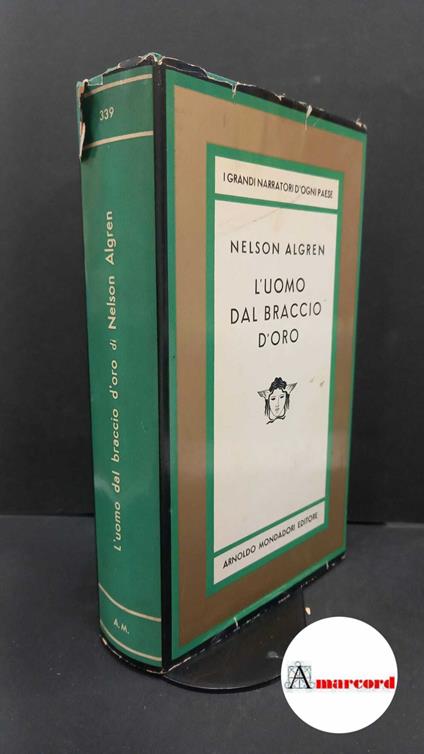 339
L'uomo dal braccio d'oro di Nelson Algren
A.M.
I GRANDI NARRATORI D'OGNI PAESE
NELSON ALGREN
L'UOMO
DAL BRACCIO
D'ORO
ARNOLDO MONDADORI EDITORE
Amarcord